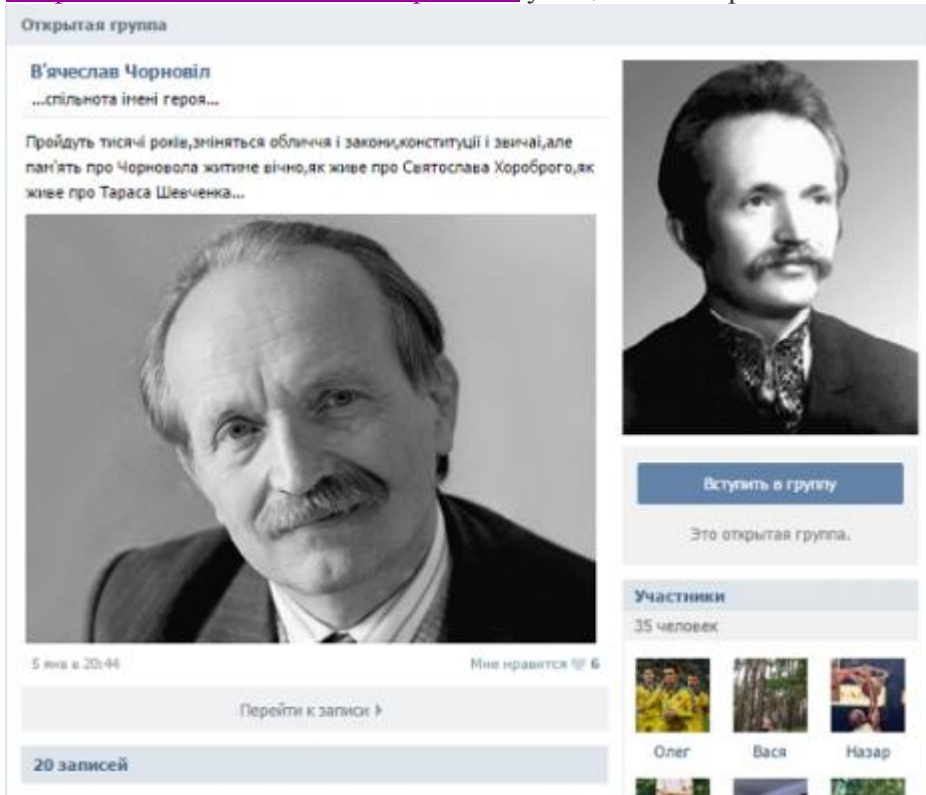 Открытая группа
В'ячеслав Чорновіл
...спільнота імені героя...
Пройдуть тисячі років,зміняться обличчя і закони,конституції і звичаї,але
пам'ять про Чорновола житиме вічно,як живе про Святослава Хороброго,як
живе про Тараса Шевченка...
5 янв в 20:44
Мне нравится 6
Перейти к записи
20 записей
Вступить в группу
Это открытая группа.
Участники
35 человек
Олег
Вася
Назар